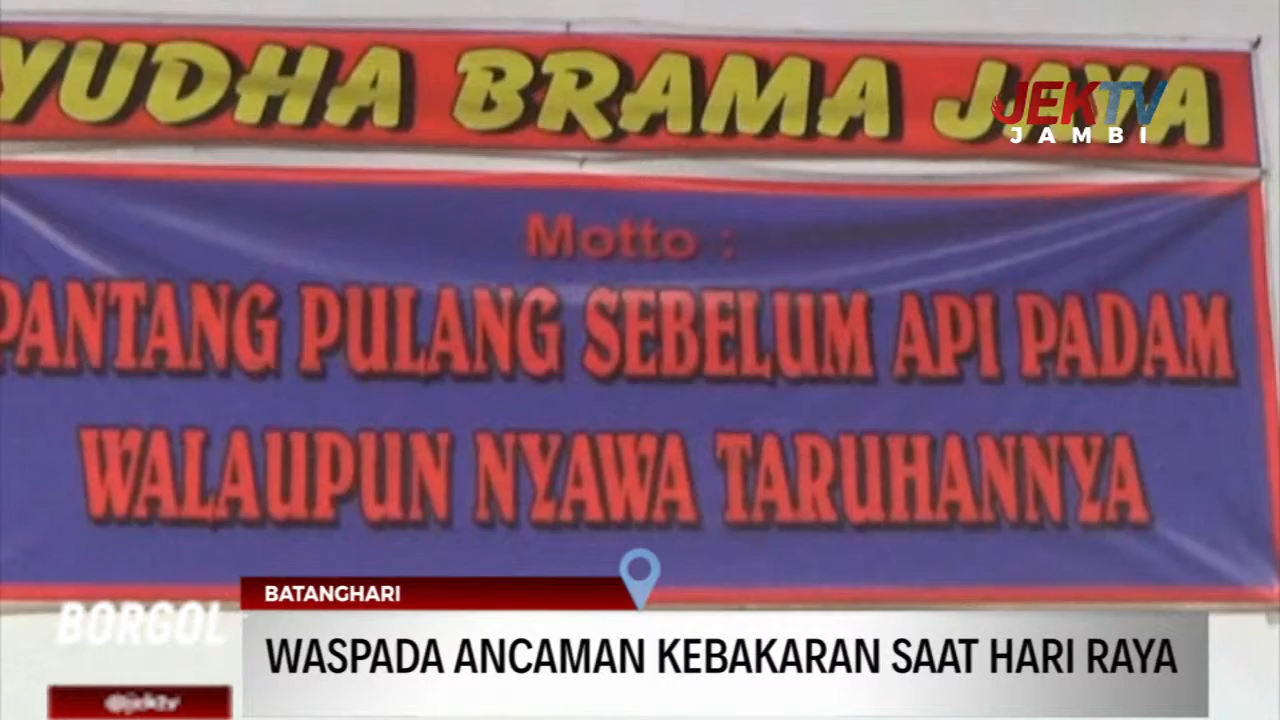 YUDHA BRAMA JAYA
JEKTV
JAMBI
Motto :
PANTANG PULANG SEBELUM API PADAM
WALAUPUN NYAWA TARUHANNYA
BATANGHARI
BORGOL
WASPADA ANCAMAN KEBAKARAN SAAT HARI RAYA
@jektv